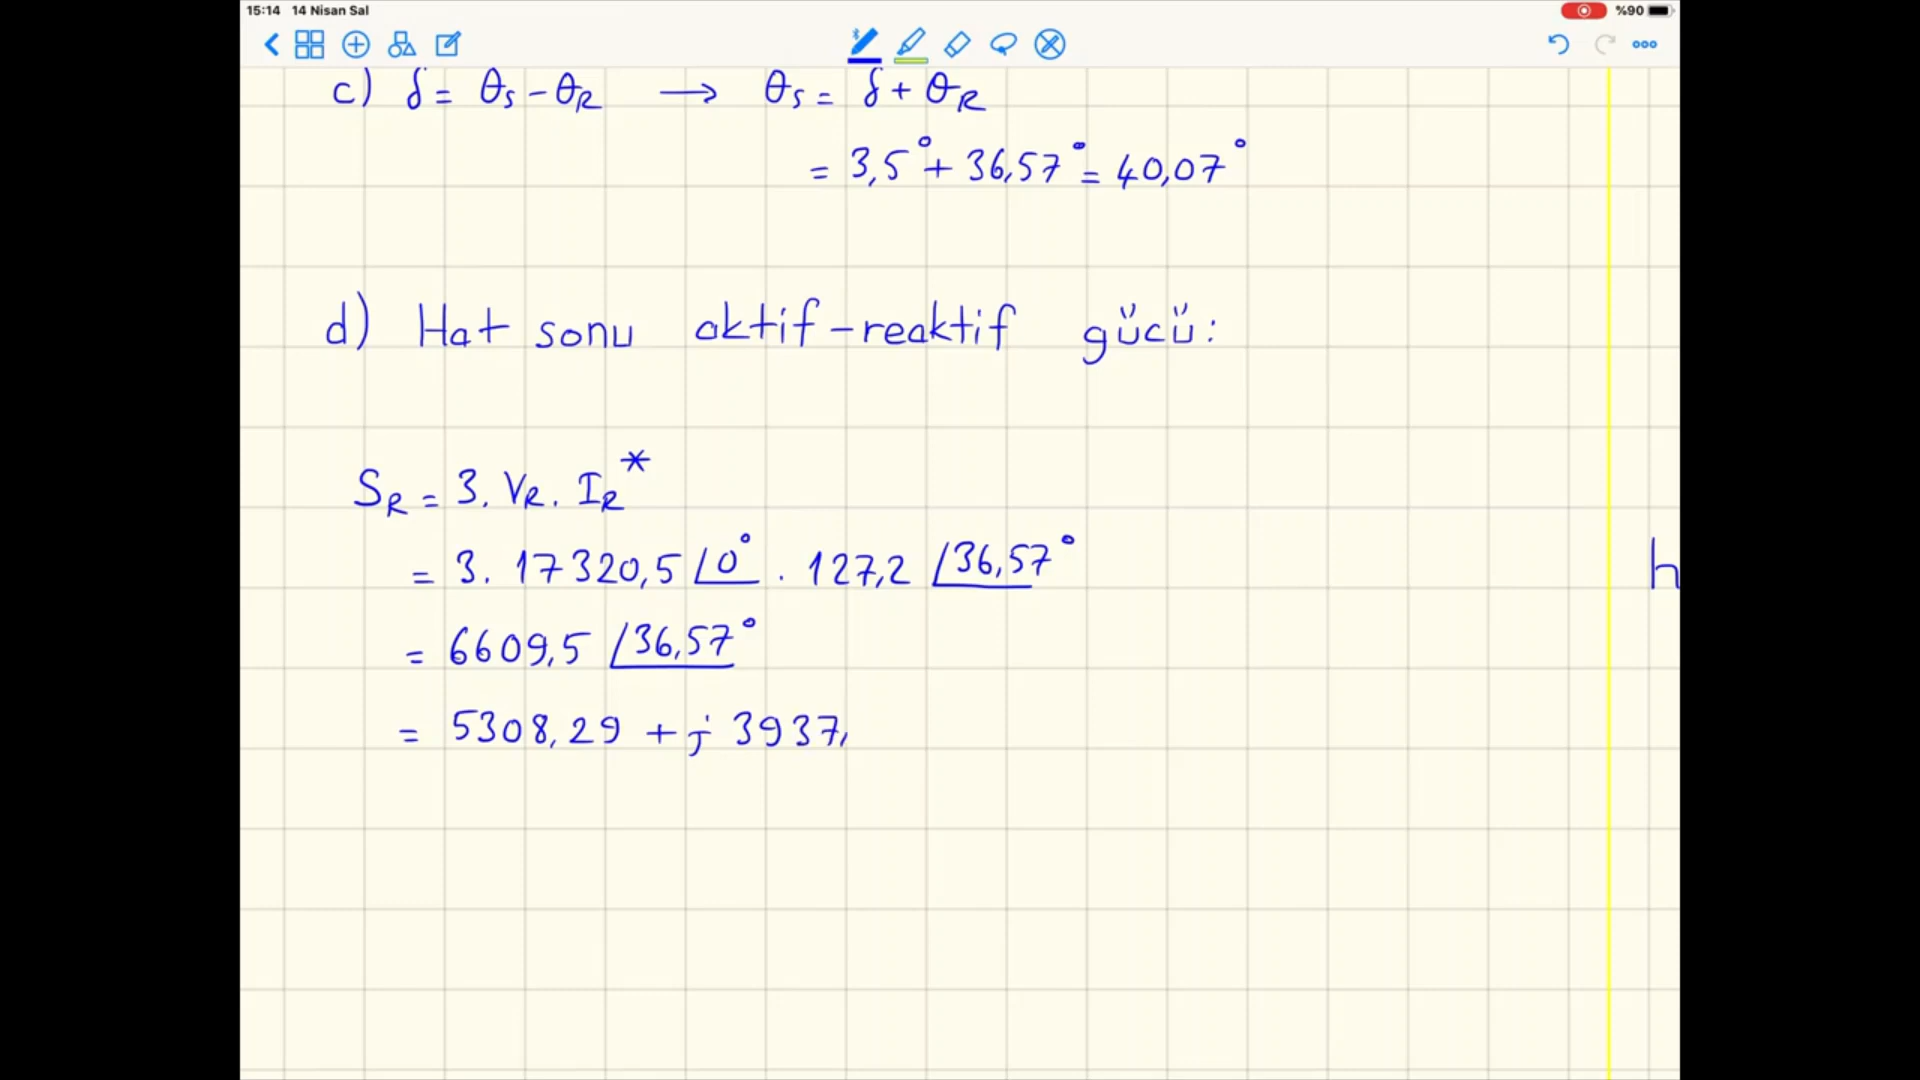 15:14 14 Nisan Sal %90
c) δ = θs - θR → θs = δ + θR
= 3,5° + 36,57° = 40,07°
d) Hat sonu aktif-reaktif gücü:
SR = 3. VR. IR*
= 3. 17320,5 ∠0° . 127,2 ∠36,57°
h
= 6609,5 ∠36,57°
= 5308,29 + j 3937,